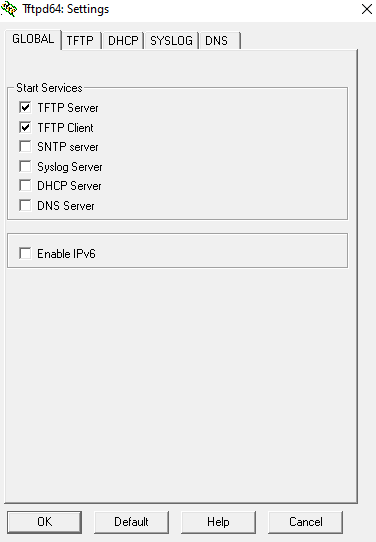 Tftpd64: Settings
GLOBAL TFTP DHCP SYSLOG DNS
Start Services
TFTP Server
TFTP Client
SNTP server
Syslog Server
DHCP Server
DNS Server
Enable IPv6
OK Default Help Cancel